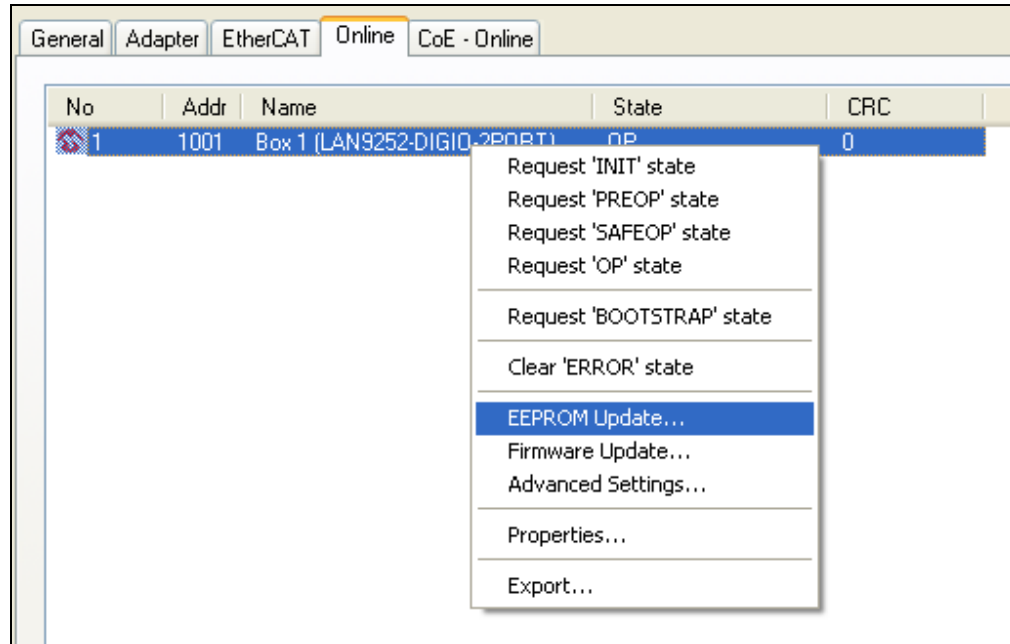 General Adapter EtherCAT Online CoE - Online
No Addr Name State CRC
1 1001 Box 1 (LAN9252-DIGIO-2PORT) OP 0
Request 'INIT' state
Request 'PREOP' state
Request 'SAFEOP' state
Request 'OP' state
Request 'BOOTSTRAP' state
Clear 'ERROR' state
EEPROM Update...
Firmware Update...
Advanced Settings...
Properties...
Export...